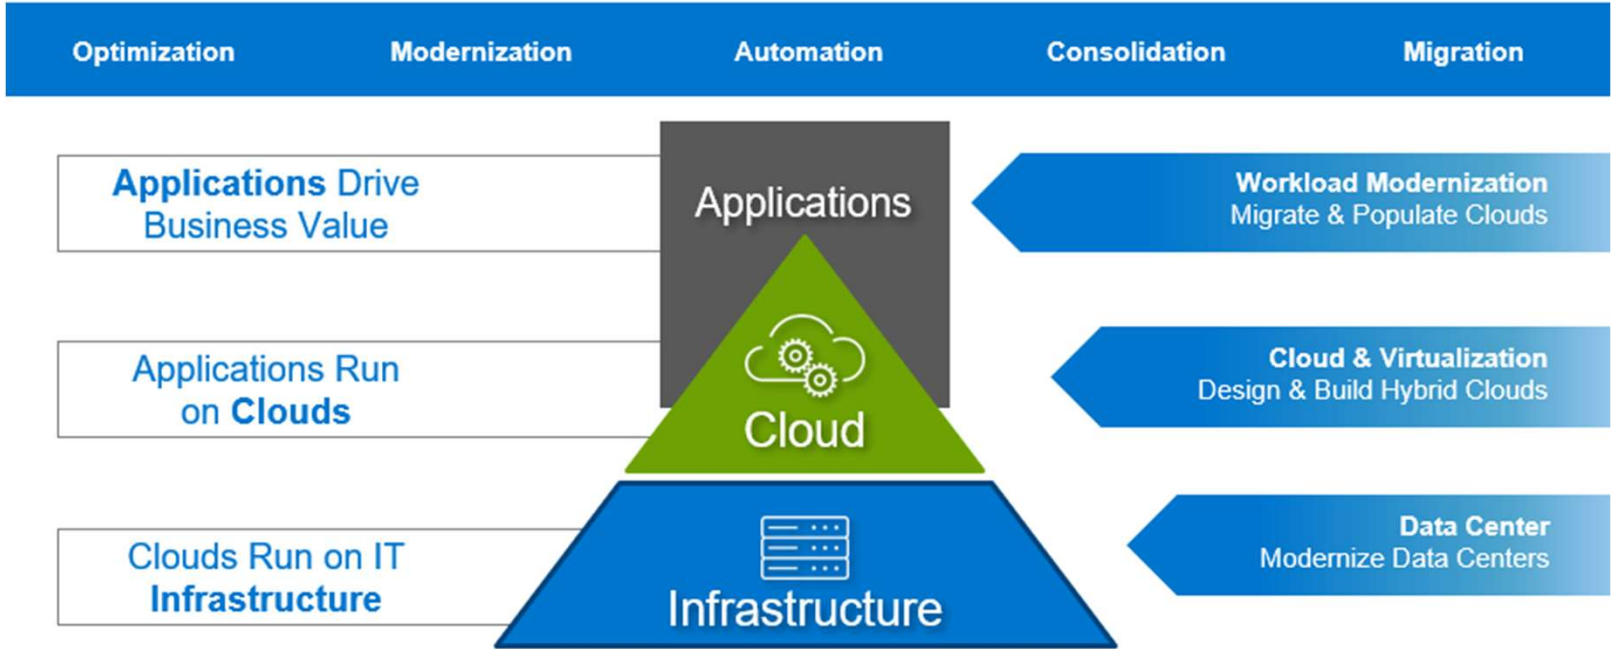 Optimization Modernization Automation Consolidation Migration
Applications Drive
Business Value
Applications
Workload Modernization
Migrate & Populate Clouds
Applications Run
on Clouds
Cloud
Cloud & Virtualization
Design & Build Hybrid Clouds
Clouds Run on IT
Infrastructure
Infrastructure
Data Center
Modernize Data Centers